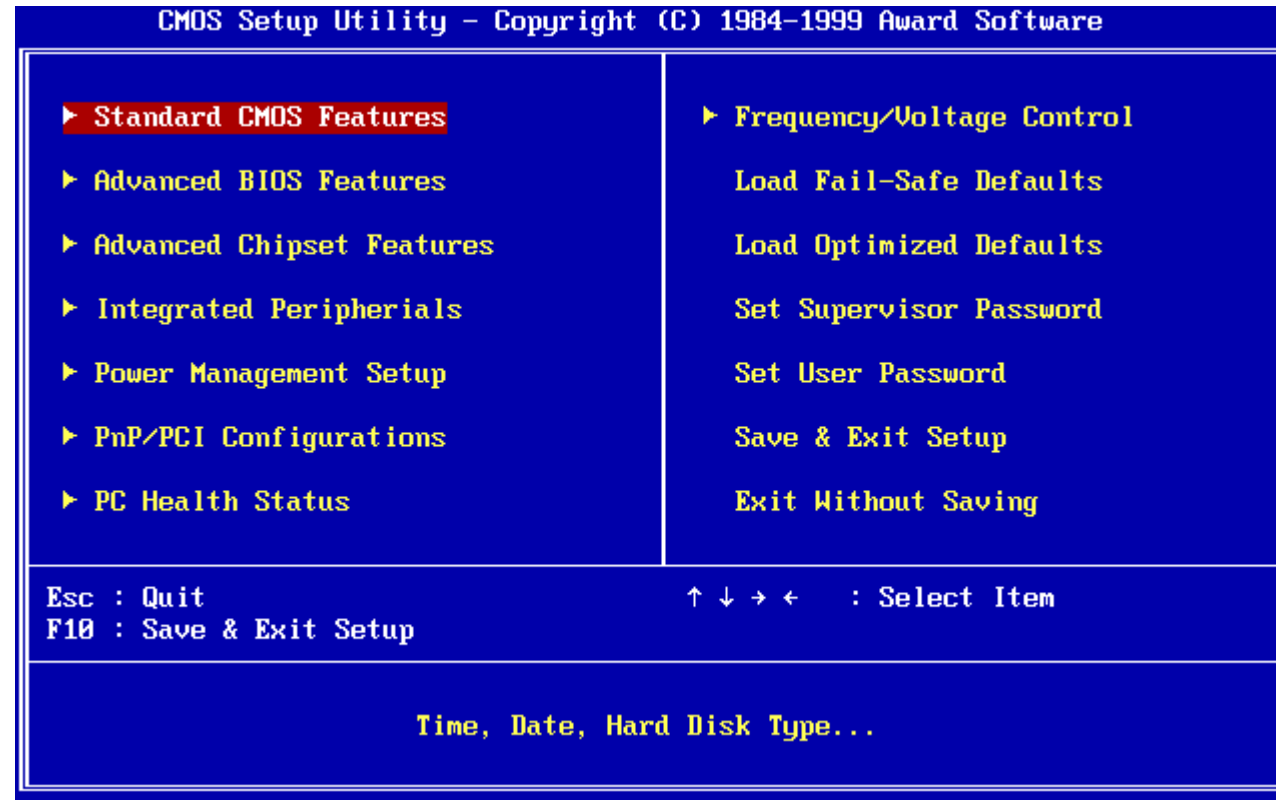 CMOS Setup Utility - Copyright (C) 1984-1999 Award Software
► Standard CMOS Features
► Advanced BIOS Features
► Advanced Chipset Features
► Integrated Peripherials
► Power Management Setup
► PnP/PCI Configurations
► PC Health Status
► Frequency/Voltage Control
Load Fail-Safe Defaults
Load Optimized Defaults
Set Supervisor Password
Set User Password
Save & Exit Setup
Exit Without Saving
Esc : Quit
F10 : Save & Exit Setup
↑ ↓ → ← : Select Item
Time, Date, Hard Disk Type...